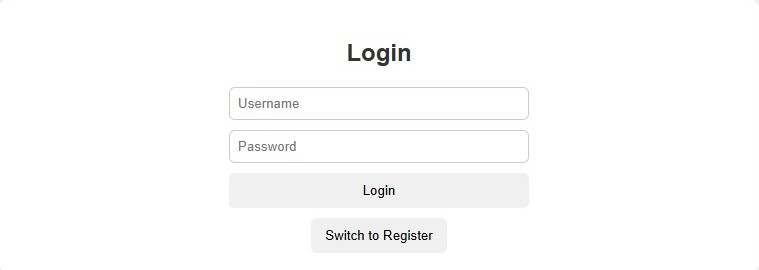 Login
Username
Password
Login
Switch to Register